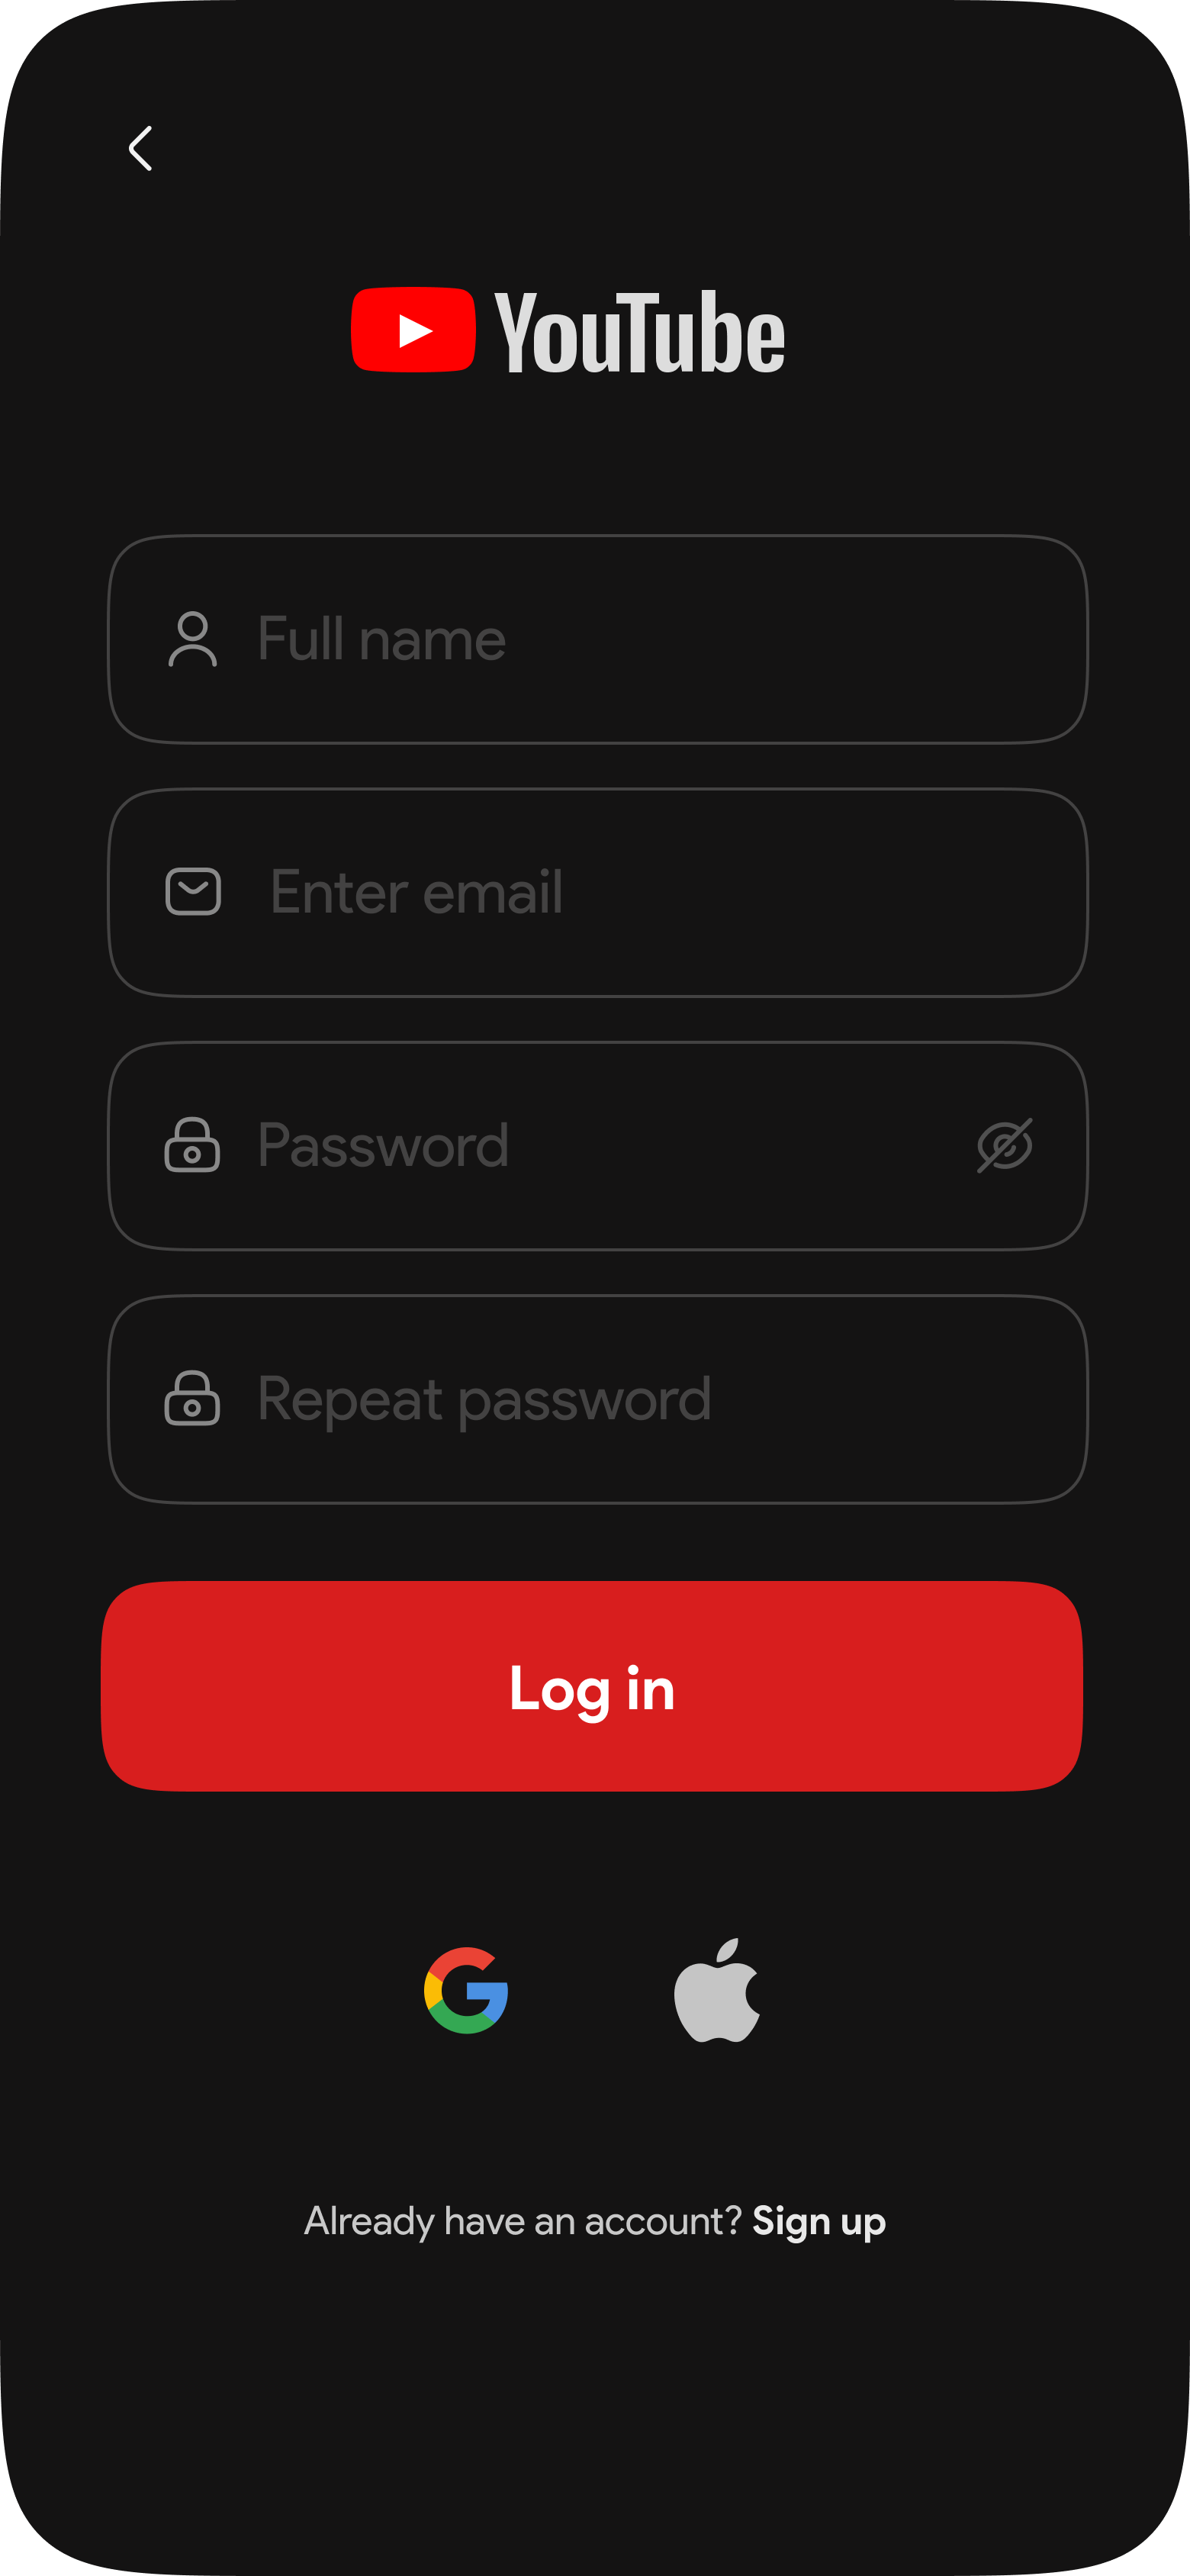 YouTube
Full name
Enter email
Password
Repeat password
Log in
Already have an account? Sign up